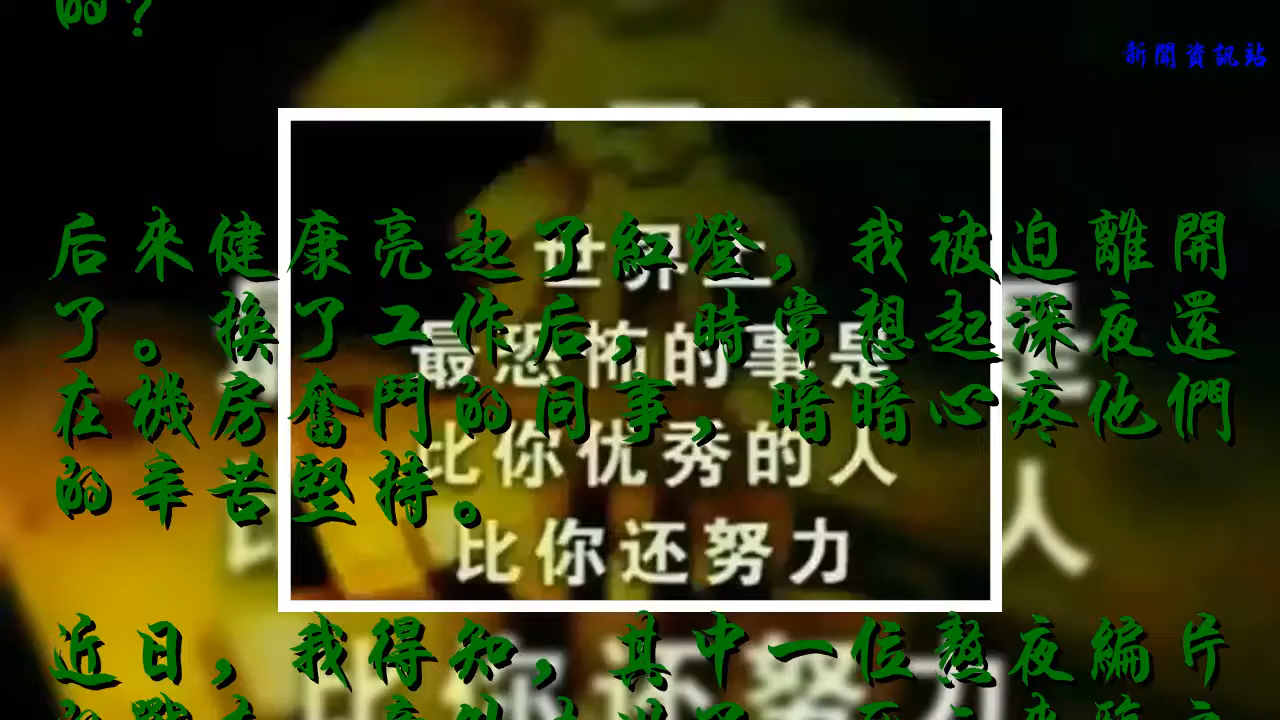 的？
新聞資訊站
后來健康亮起了紅燈，我被迫離開
了。換了工作后，時常想起深夜還
在機房奮鬥的同事，暗暗心疼他們
的辛苦堅持。
近日，我得知，其中一位熬夜編片
世界上
最恐怖的事是
比你优秀的人
比你还努力